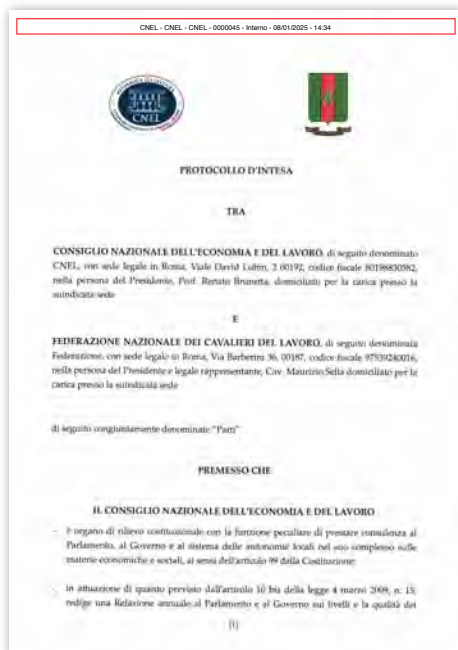 CNEL - CNEL - CNEL - 0000045 - Interno - 08/01/2025 - 14:34
CNEL
PROTOCOLLO D'INTESA
TRA
CONSIGLIO NAZIONALE DELL'ECONOMIA E DEL LAVORO, di seguito denominato
CNEL, con sede legale in Roma, Viale David Lubin, 2 00192, codice fiscale 80198830582,
nella persona del Presidente, Prof. Renato Brunetta, domiciliato per la carica presso la
suindicata sede
E
FEDERAZIONE NAZIONALE DEI CAVALIERI DEL LAVORO, di seguito denominata
Federazione, con sede legale in Roma, Via Barberini 36, 00187, codice fiscale
nella persona del Presidente e legale rappresentante, Cav. Maurizio Sella domiciliato per la
carica presso la suindicata sede
di seguito congiuntamente denominate "Parti"
PREMESSO CHE
IL CONSIGLIO NAZIONALE DELL'ECONOMIA E DEL LAVORO
- è organo di rilievo costituzionale con la funzione peculiare di prestare consulenza al
Parlamento, al Governo e al sistema delle autonomie locali nel suo complesso sulle
materie economiche e sociali, ai sensi dell'articolo 99 della Costituzione;
- in attuazione di quanto previsto dall'articolo 10 bis della legge 4 marzo 2009, n. 15,
redige una Relazione annuale al Parlamento e al Governo sui livelli e la qualità dei
[1]